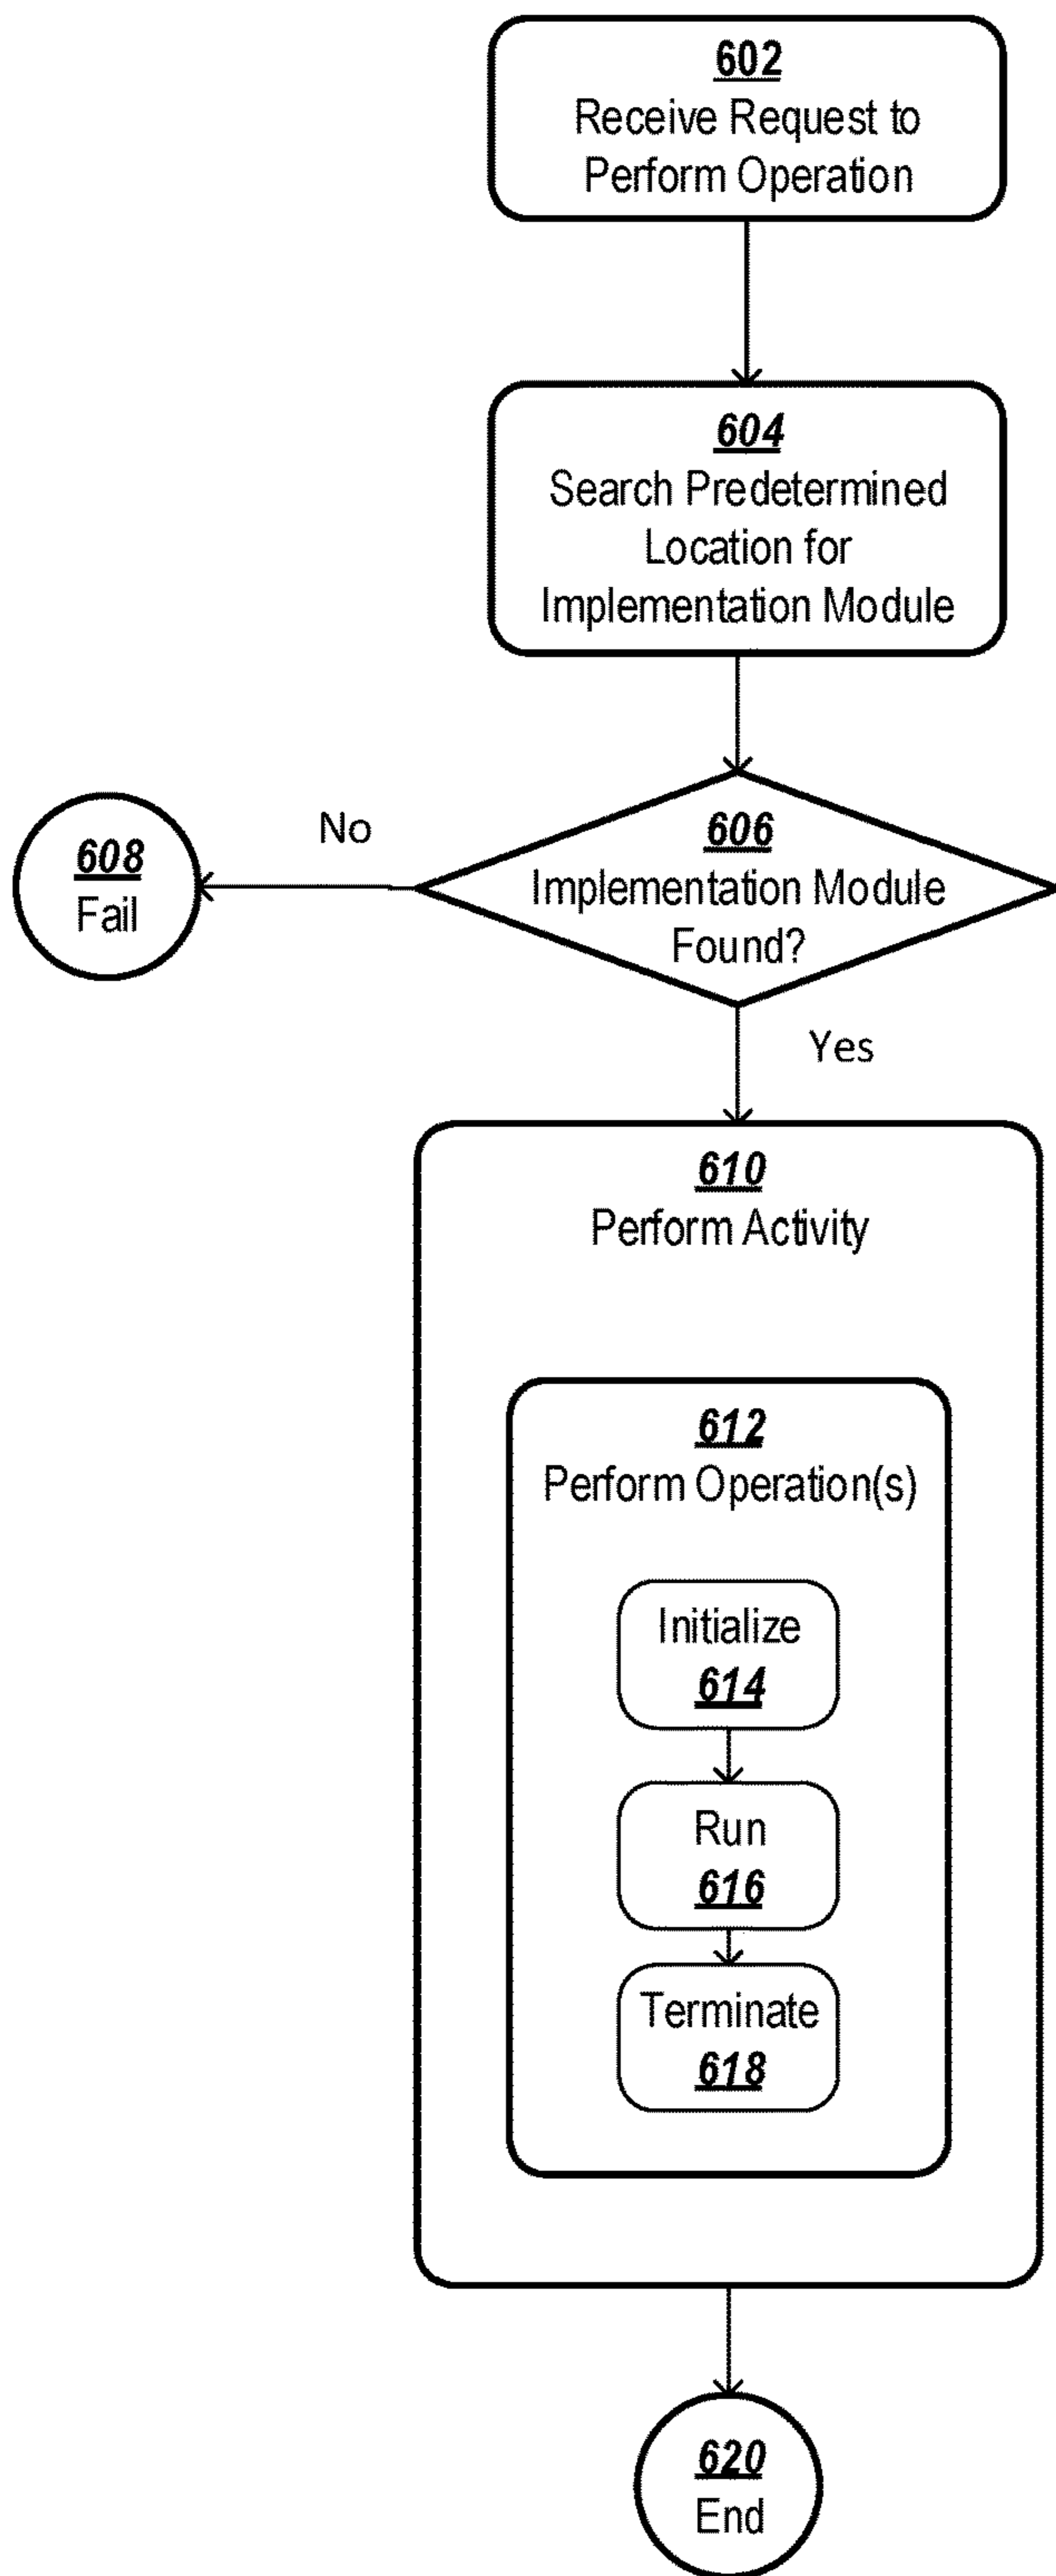 602
Receive Request to
Perform Operation
604
Search Predetermined
Location for
Implementation Module
606
Implementation Module
Found?
No
608
Fail
Yes
610
Perform Activity
612
Perform Operation(s)
Initialize
614
Run
616
Terminate
618
620
End